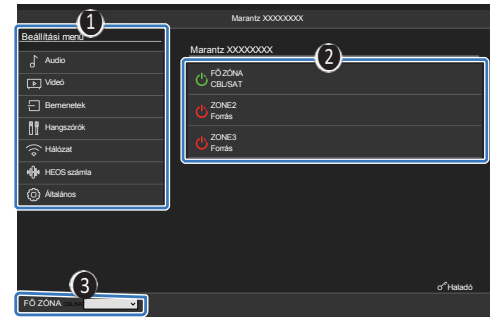 Marantz XXXXXXXX
1
Beállítási menü
Audio
Videó
Bemenetek
Hangszórók
Hálózat
HEOS számla
Általános
Marantz XXXXXXXX
2
FŐ ZÓNA
CBL/SAT
ZONE2
Forrás
ZONE3
Forrás
3
FŐ ZÓNA
Haladó